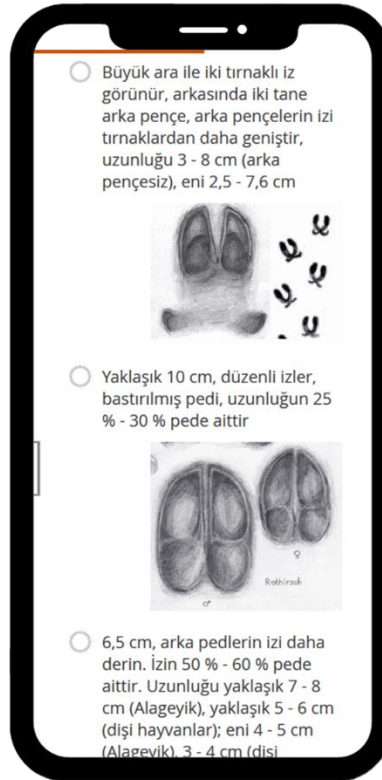 Büyük ara ile iki tırnaklı iz
görünür, arkasında iki tane
arka pençe, arka pençelerin izi
tırnaklardan daha geniştir,
uzunluğu 3 - 8 cm (arka
pençesiz), eni 2,5 - 7,6 cm
Yaklaşık 10 cm, düzenli izler,
bastırılmış pedi, uzunluğun 25
% - 30 % pede aittir
♀
Rothirsch
♂
6,5 cm, arka pedlerin izi daha
derin. İzin 50 % - 60 % pede
aittir. Uzunluğu yaklaşık 7 - 8
cm (Alageyik), yaklaşık 5 - 6 cm
(dişi hayvanlar); eni 4 - 5 cm
(Alageyik), 3 - 4 cm (dişi